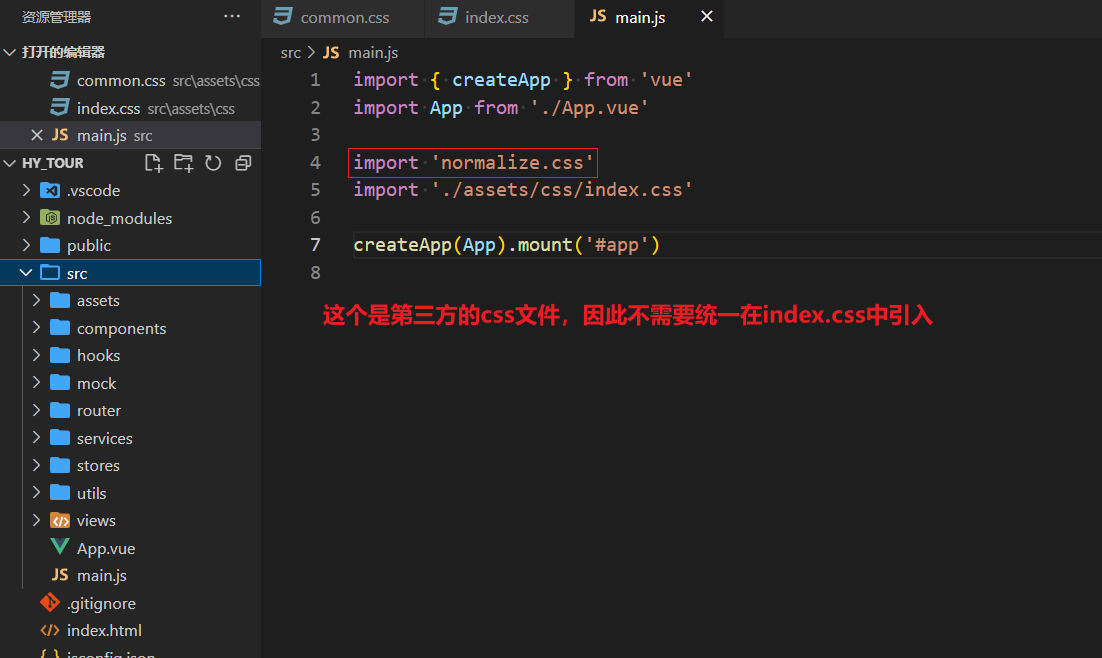 资源管理器 ···
打开的编辑器
common.css src\assets\css
index.css src\assets\css
JS main.js src
HY_TOUR
.vscode
node_modules
public
src
assets
components
hooks
mock
router
services
stores
utils
views
App.vue
JS main.js
.gitignore
index.html
jsconfig.json
common.css index.css JS main.js
src > JS main.js
1 import { createApp } from 'vue'
2 import App from './App.vue'
3
4 import 'normalize.css'
5 import './assets/css/index.css'
6
7 createApp(App).mount('#app')
8
这个是第三方的css文件，因此不需要统一在index.css中引入